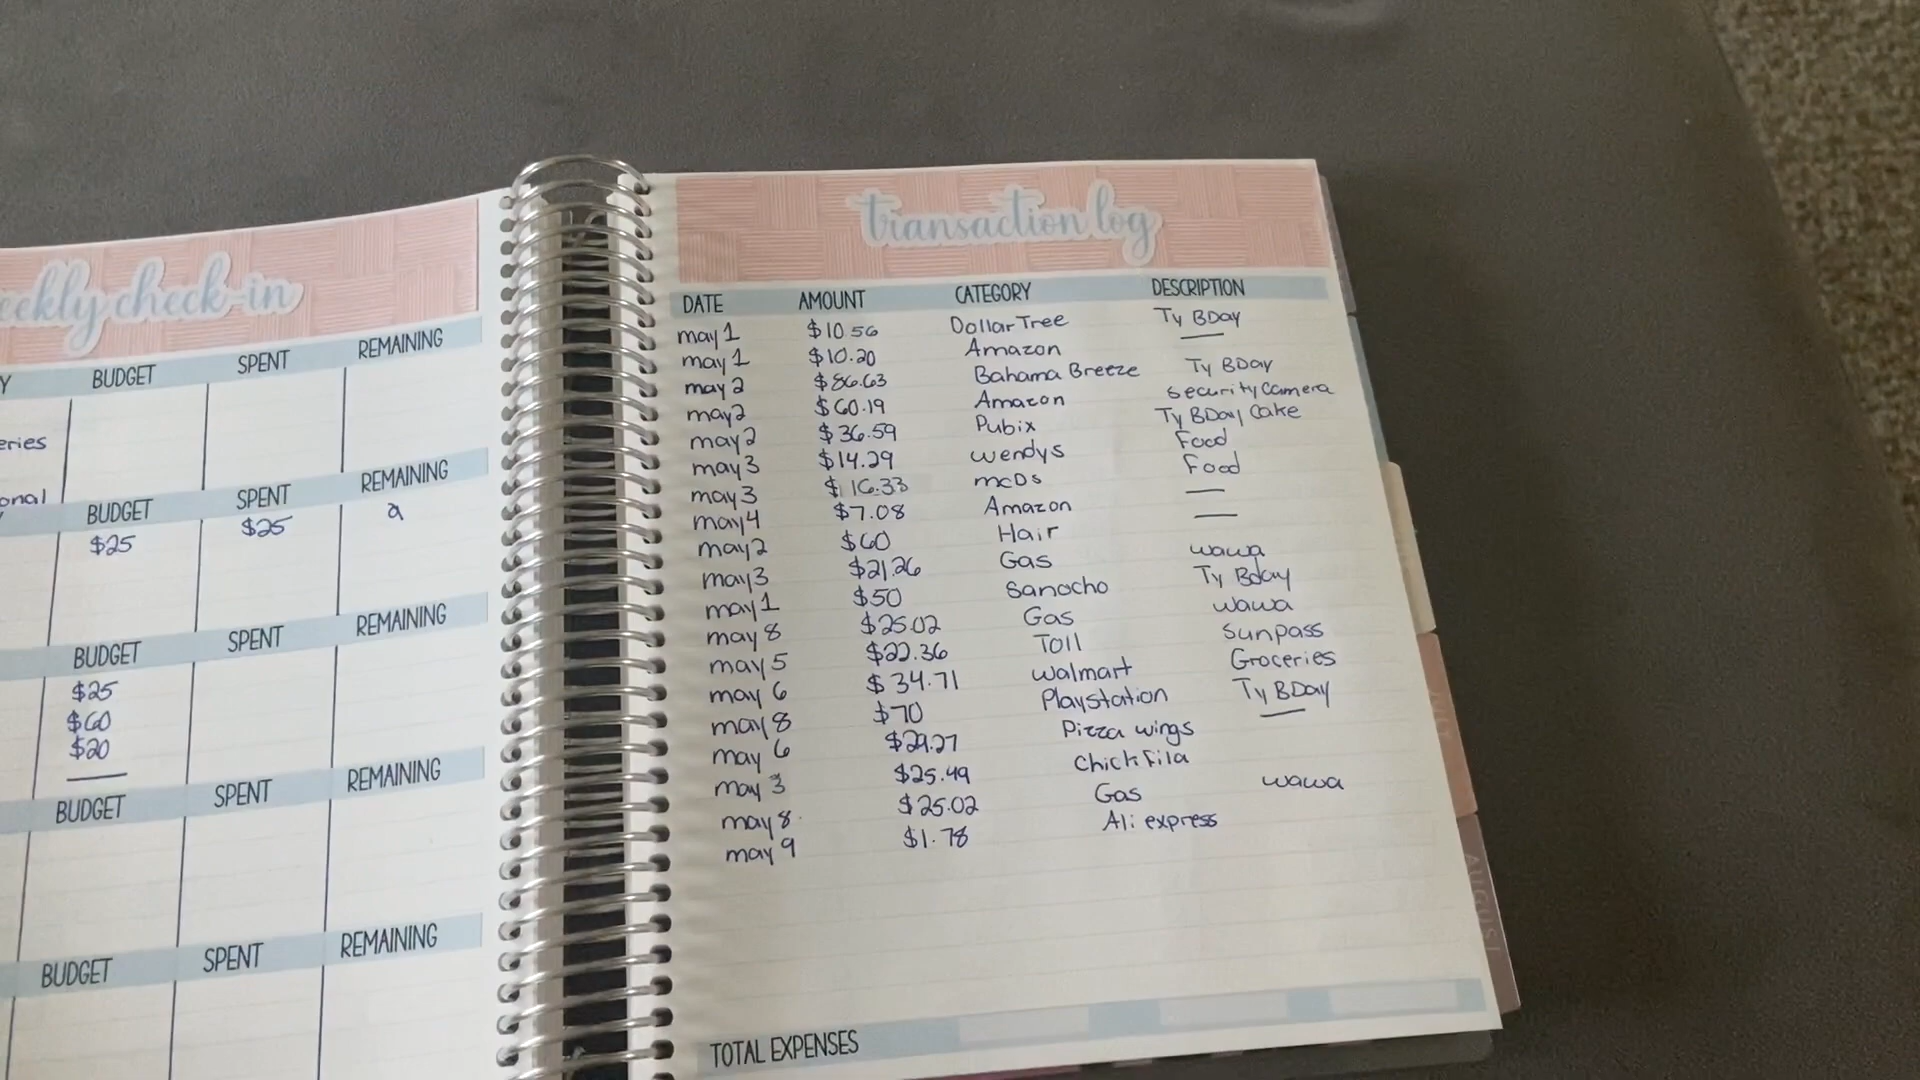 eekly check-in
Y BUDGET SPENT REMAINING
eries
onal
BUDGET SPENT REMAINING
$25 $25 a
BUDGET SPENT REMAINING
$25
$60
$20
BUDGET SPENT REMAINING
BUDGET SPENT REMAINING
transaction log
DATE AMOUNT CATEGORY DESCRIPTION
may 1 $10.56 Dollar Tree Ty BDay
may 1 $10.20 Amazon —
may 2 $86.63 Bahama Breeze Ty BDay
may 2 $60.19 Amazon security Camera
may 2 $36.59 Pubix Ty BDay Cake
may 3 $14.29 wendys Food
may 3 $16.33 mcDs Food
may 4 $7.08 Amazon —
may 2 $60 Hair —
may 3 $21.26 Gas wawa
may 1 $50 Sanocho Ty Bday
may 8 $25.02 Gas wawa
may 5 $22.36 Toll Sunpass
may 6 $34.71 Walmart Groceries
may 8 $70 Playstation Ty BDay
may 6 $29.27 Pizza wings —
may 3 $25.49 Chickfila
may 8. $25.02 Gas wawa
may 9 $1.78 Ali express
TOTAL EXPENSES
AUGUST